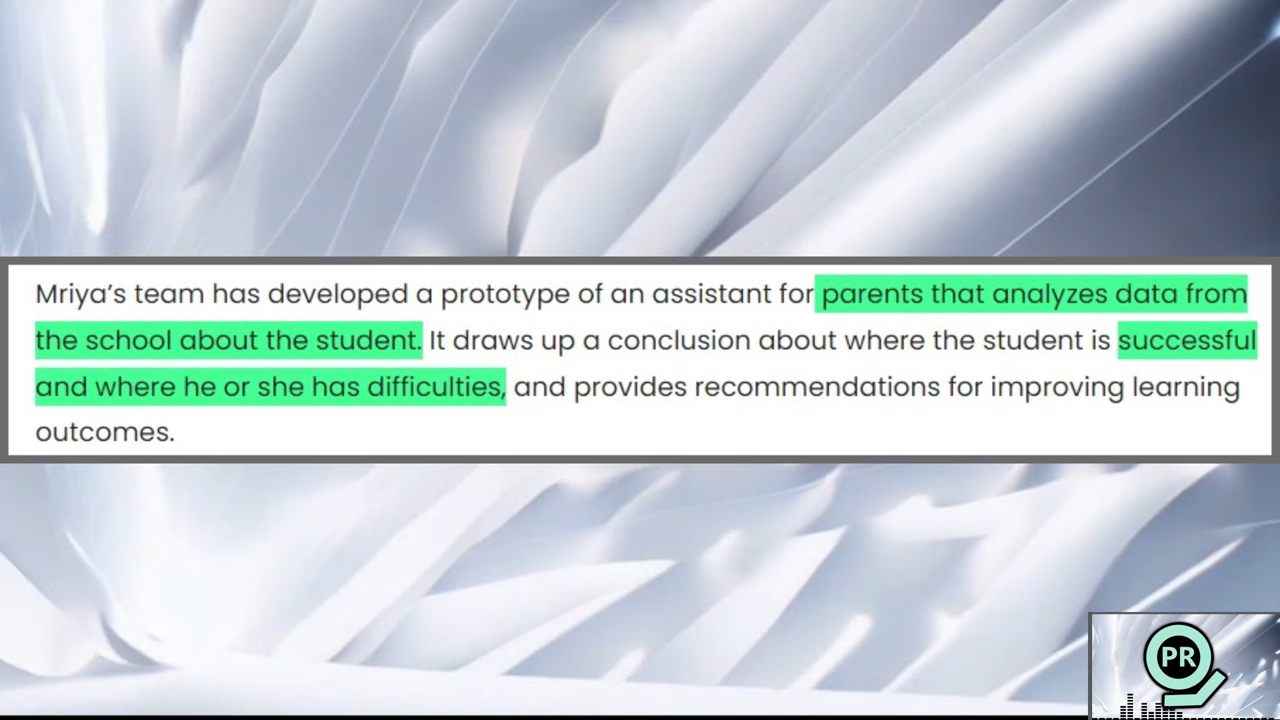 Mriya’s team has developed a prototype of an assistant for parents that analyzes data from
the school about the student. It draws up a conclusion about where the student is successful
and where he or she has difficulties, and provides recommendations for improving learning
outcomes.
PR